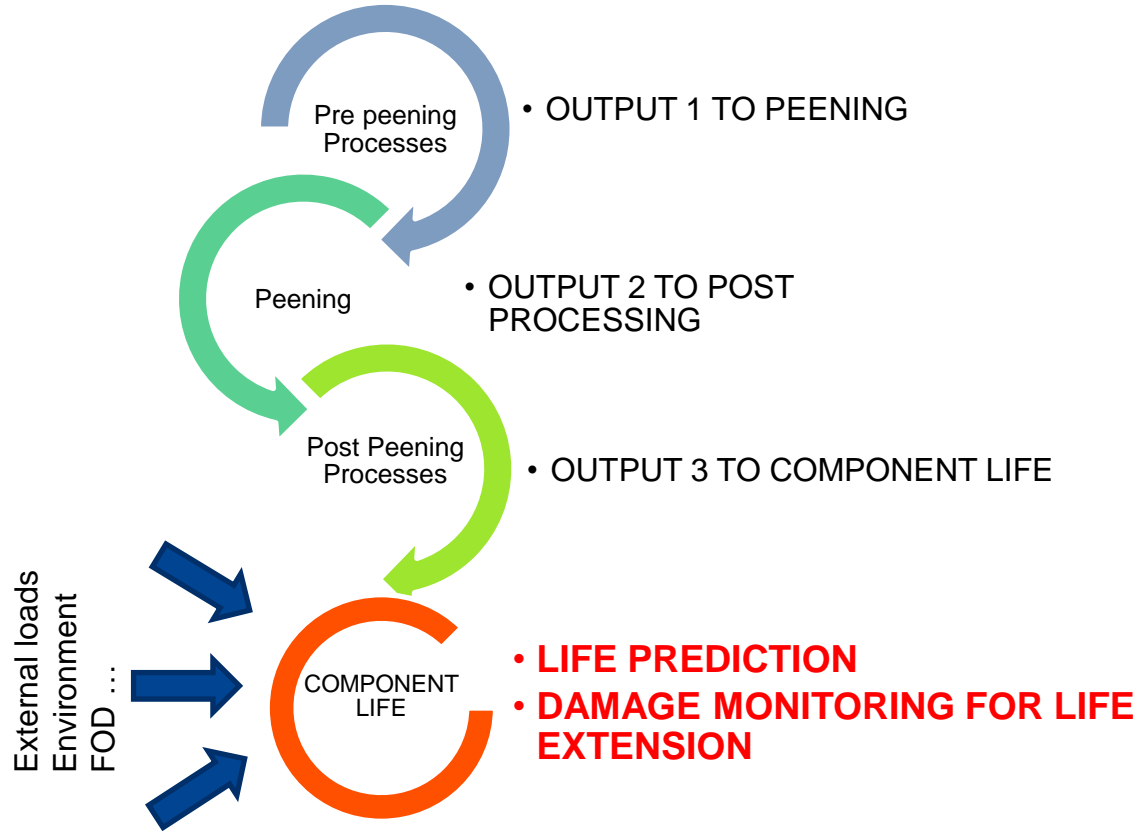 Pre peening
Processes
• OUTPUT 1 TO PEENING
Peening
• OUTPUT 2 TO POST
PROCESSING
Post Peening
Processes
• OUTPUT 3 TO COMPONENT LIFE
External loads
Environment
FOD ...
COMPONENT
LIFE
• LIFE PREDICTION
• DAMAGE MONITORING FOR LIFE
EXTENSION